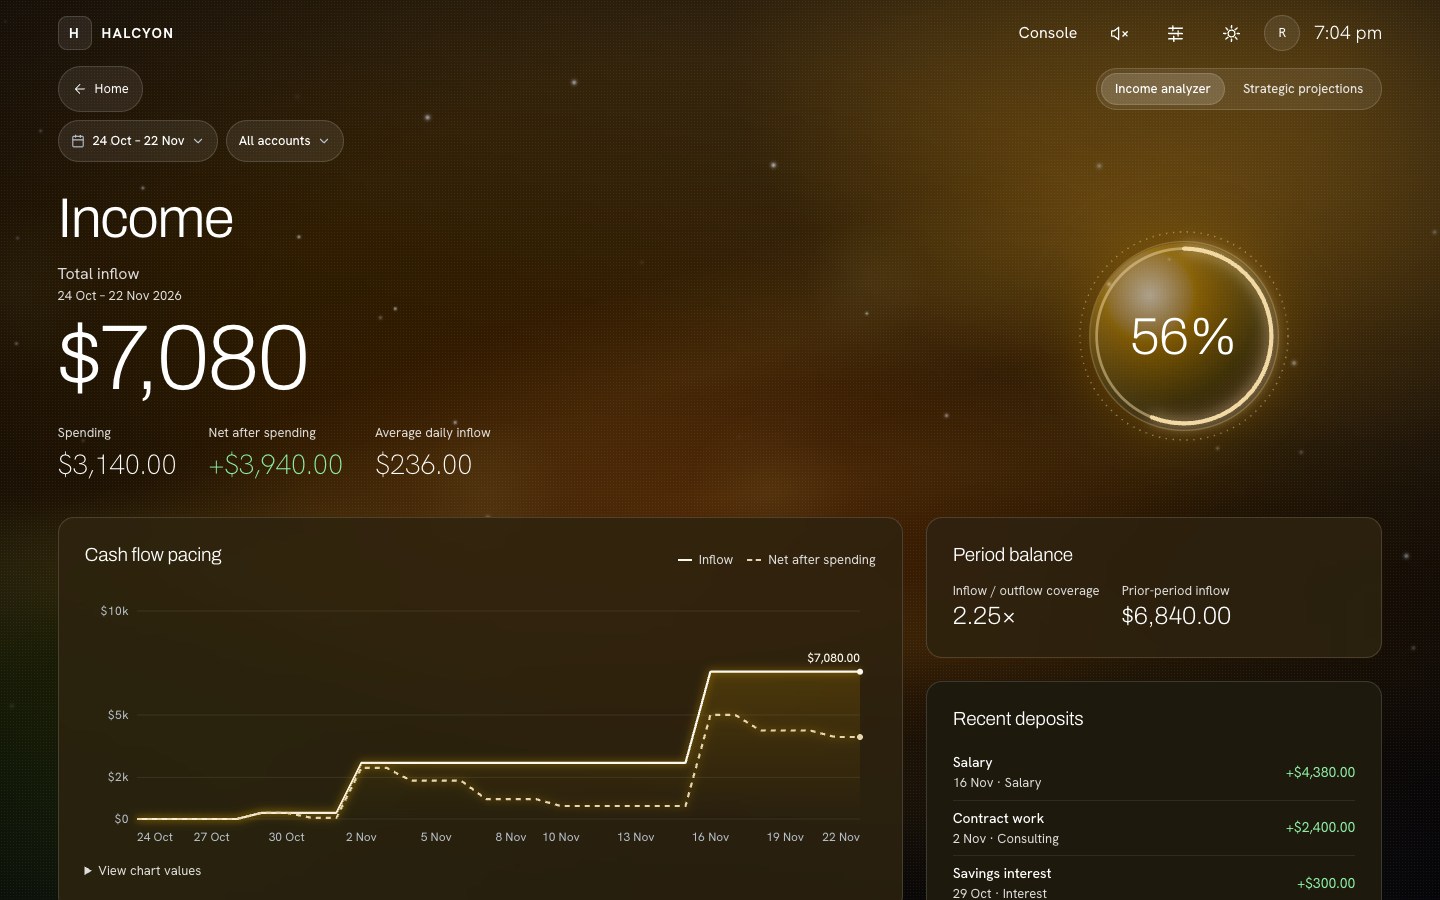 H HALCYON
Console
R
7:04 pm
Home
Income analyzer
Strategic projections
24 Oct – 22 Nov
All accounts
Income
Total inflow
24 Oct – 22 Nov 2026
$7,080
56%
Spending
$3,140.00
Net after spending
+$3,940.00
Average daily inflow
$236.00
Cash flow pacing
Inflow
Net after spending
$10k
$5k
$2k
$0
$7,080.00
24 Oct 27 Oct 30 Oct 2 Nov 5 Nov 8 Nov 10 Nov 13 Nov 16 Nov 19 Nov 22 Nov
View chart values
Period balance
Inflow / outflow coverage
2.25×
Prior-period inflow
$6,840.00
Recent deposits
Salary
16 Nov · Salary
+$4,380.00
Contract work
2 Nov · Consulting
+$2,400.00
Savings interest
29 Oct · Interest
+$300.00